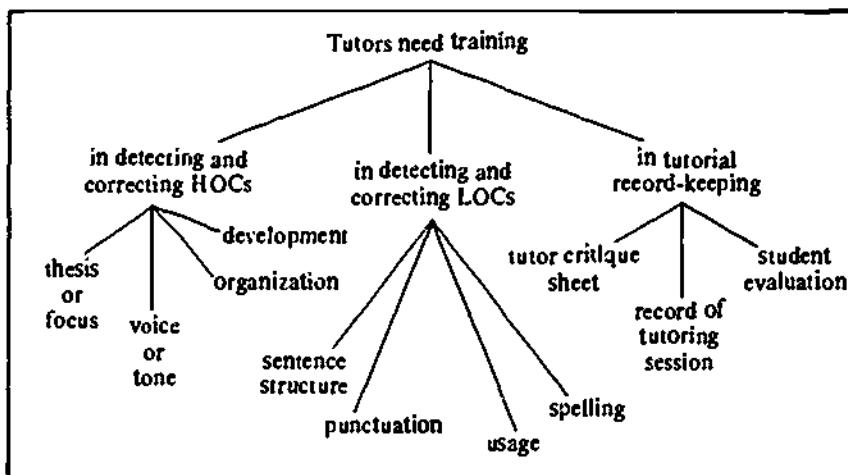 Tutors need training
in detecting and
correcting HOCs
in detecting and
correcting LOCs
in tutorial
record-keeping
thesis
or
focus
voice
or
tone
organization
development
sentence
structure
punctuation
usage
spelling
tutor critique
sheet
record of
tutoring
session
student
evaluation